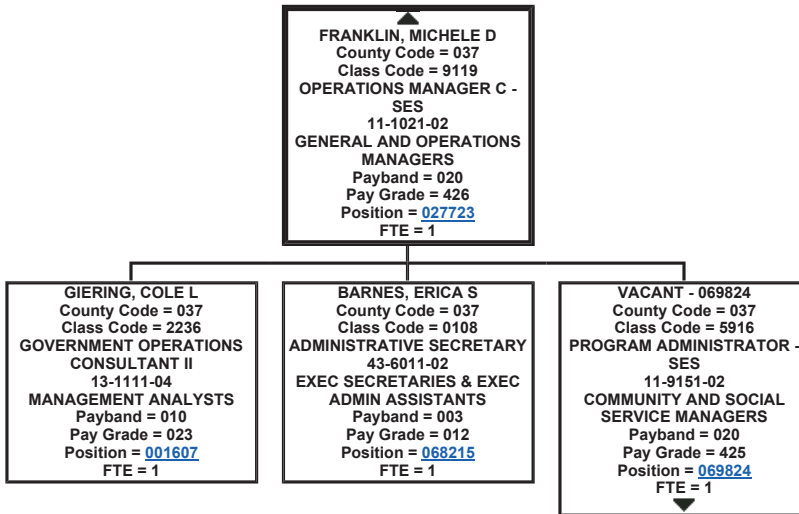 FRANKLIN, MICHELE D
County Code = 037
Class Code = 9119
OPERATIONS MANAGER C -
SES
11-1021-02
GENERAL AND OPERATIONS
MANAGERS
Payband = 020
Pay Grade = 426
Position = 027723
FTE = 1
GIERING, COLE L
County Code = 037
Class Code = 2236
GOVERNMENT OPERATIONS
CONSULTANT II
13-1111-04
MANAGEMENT ANALYSTS
Payband = 010
Pay Grade = 023
Position = 001607
FTE = 1
BARNES, ERICA S
County Code = 037
Class Code = 0108
ADMINISTRATIVE SECRETARY
43-6011-02
EXEC SECRETARIES & EXEC
ADMIN ASSISTANTS
Payband = 003
Pay Grade = 012
Position = 068215
FTE = 1
VACANT - 069824
County Code = 037
Class Code = 5916
PROGRAM ADMINISTRATOR -
SES
11-9151-02
COMMUNITY AND SOCIAL
SERVICE MANAGERS
Payband = 020
Pay Grade = 425
Position = 069824
FTE = 1